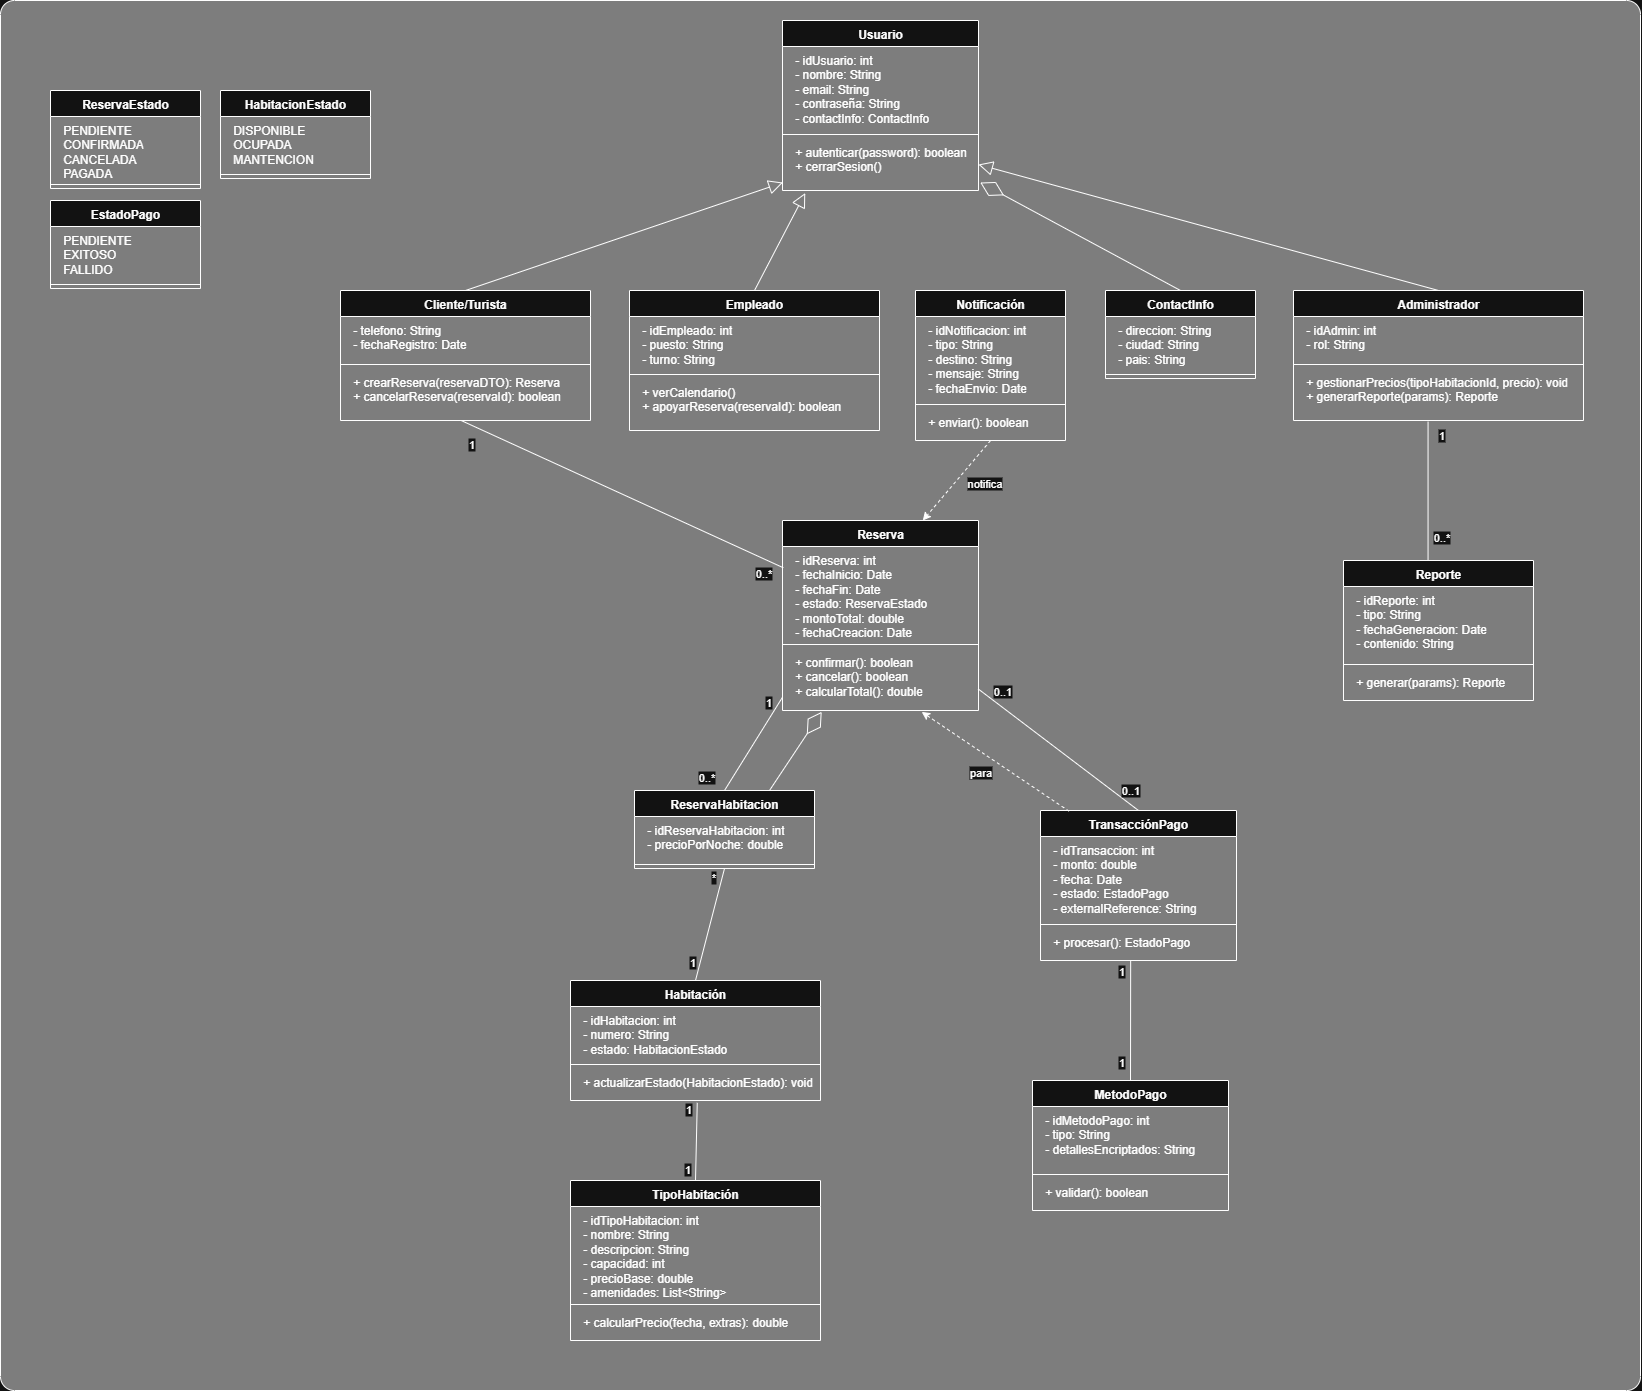 Usuario
- idUsuario: int
- nombre: String
- email: String
- contraseña: String
- contactInfo: ContactInfo
+ autenticar(password): boolean
+ cerrarSesion()
ReservaEstado
PENDIENTE
CONFIRMADA
CANCELADA
PAGADA
HabitacionEstado
DISPONIBLE
OCUPADA
MANTENCION
EstadoPago
PENDIENTE
EXITOSO
FALLIDO
Cliente/Turista
- telefono: String
- fechaRegistro: Date
+ crearReserva(reservaDTO): Reserva
+ cancelarReserva(reservaId): boolean
Empleado
- idEmpleado: int
- puesto: String
- turno: String
+ verCalendario()
+ apoyarReserva(reservaId): boolean
Notificación
- idNotificacion: int
- tipo: String
- destino: String
- mensaje: String
- fechaEnvio: Date
+ enviar(): boolean
ContactInfo
- direccion: String
- ciudad: String
- pais: String
Administrador
- idAdmin: int
- rol: String
+ gestionarPrecios(tipoHabitacionId, precio): void
+ generarReporte(params): Reporte
1
1
notifica
0..*
0..*
Reserva
- idReserva: int
- fechaInicio: Date
- fechaFin: Date
- estado: ReservaEstado
- montoTotal: double
- fechaCreacion: Date
+ confirmar(): boolean
+ cancelar(): boolean
+ calcularTotal(): double
Reporte
- idReporte: int
- tipo: String
- fechaGeneracion: Date
- contenido: String
+ generar(params): Reporte
1
0..1
0..*
para
0..1
ReservaHabitacion
- idReservaHabitacion: int
- precioPorNoche: double
TransacciónPago
- idTransaccion: int
- monto: double
- fecha: Date
- estado: EstadoPago
- externalReference: String
+ procesar(): EstadoPago
*
1
1
1
Habitación
- idHabitacion: int
- numero: String
- estado: HabitacionEstado
+ actualizarEstado(HabitacionEstado): void
MetodoPago
- idMetodoPago: int
- tipo: String
- detallesEncriptados: String
+ validar(): boolean
1
1
TipoHabitación
- idTipoHabitacion: int
- nombre: String
- descripcion: String
- capacidad: int
- precioBase: double
- amenidades: List<String>
+ calcularPrecio(fecha, extras): double